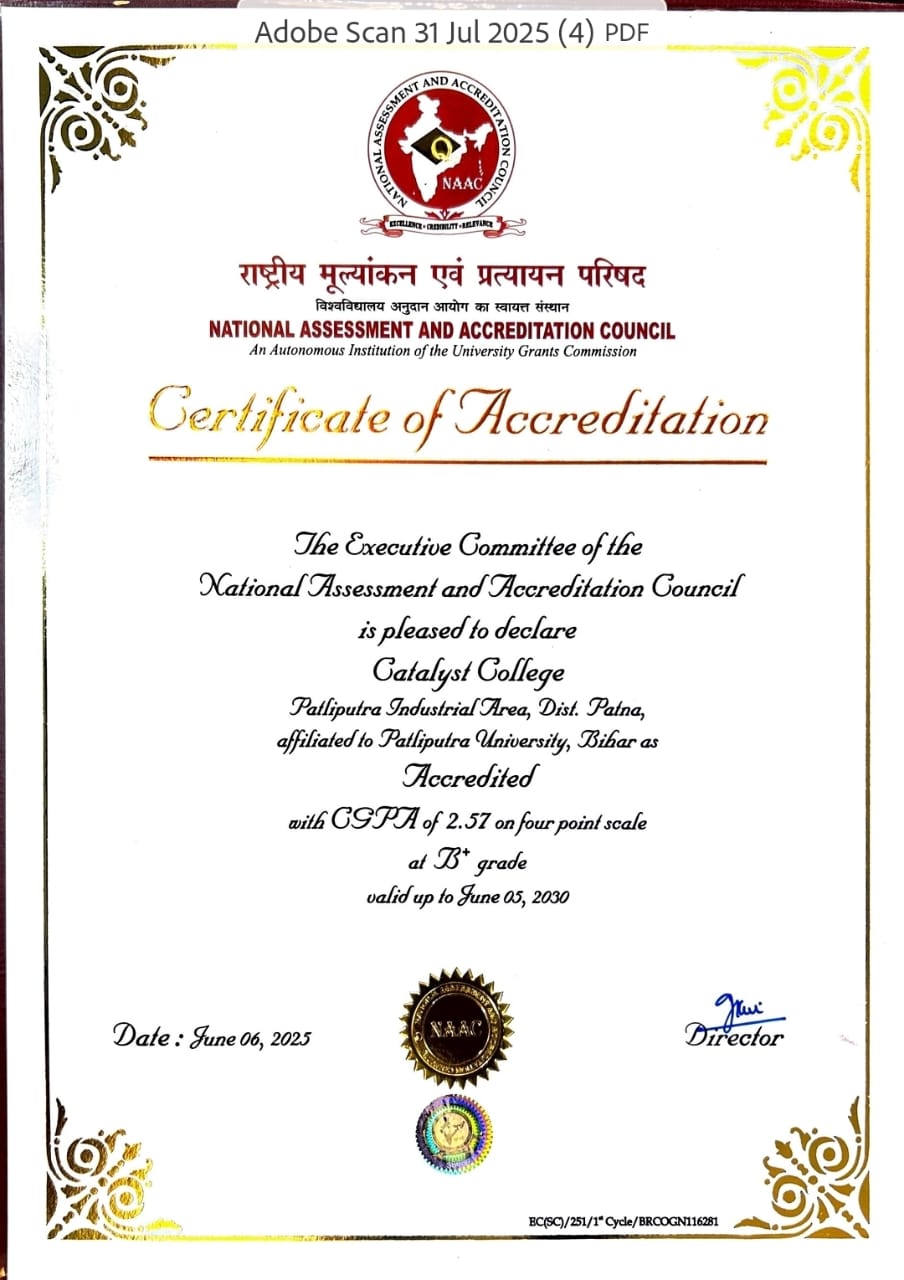 Adobe Scan 31 Jul 2025 (4) PDF
NATIONAL ASSESSMENT AND ACCREDITATION COUNCIL
Q
NAAC
EXCELLENCE • CREDIBILITY • RELEVANCE
राष्ट्रीय मूल्यांकन एवं प्रत्यायन परिषद
विश्वविद्यालय अनुदान आयोग का स्वायत्त संस्थान
NATIONAL ASSESSMENT AND ACCREDITATION COUNCIL
An Autonomous Institution of the University Grants Commission
Certificate of Accreditation
The Executive Committee of the
National Assessment and Accreditation Council
is pleased to declare
Catalyst College
Patliputra Industrial Area, Dist. Patna,
affiliated to Patliputra University, Bihar as
Accredited
with CGPA of 2.57 on four point scale
at B⁺ grade
valid up to June 05, 2030
Date : June 06, 2025
NAAC
Director
EC(SC)/251/1ˢᵗ Cycle/BRCOGN116281